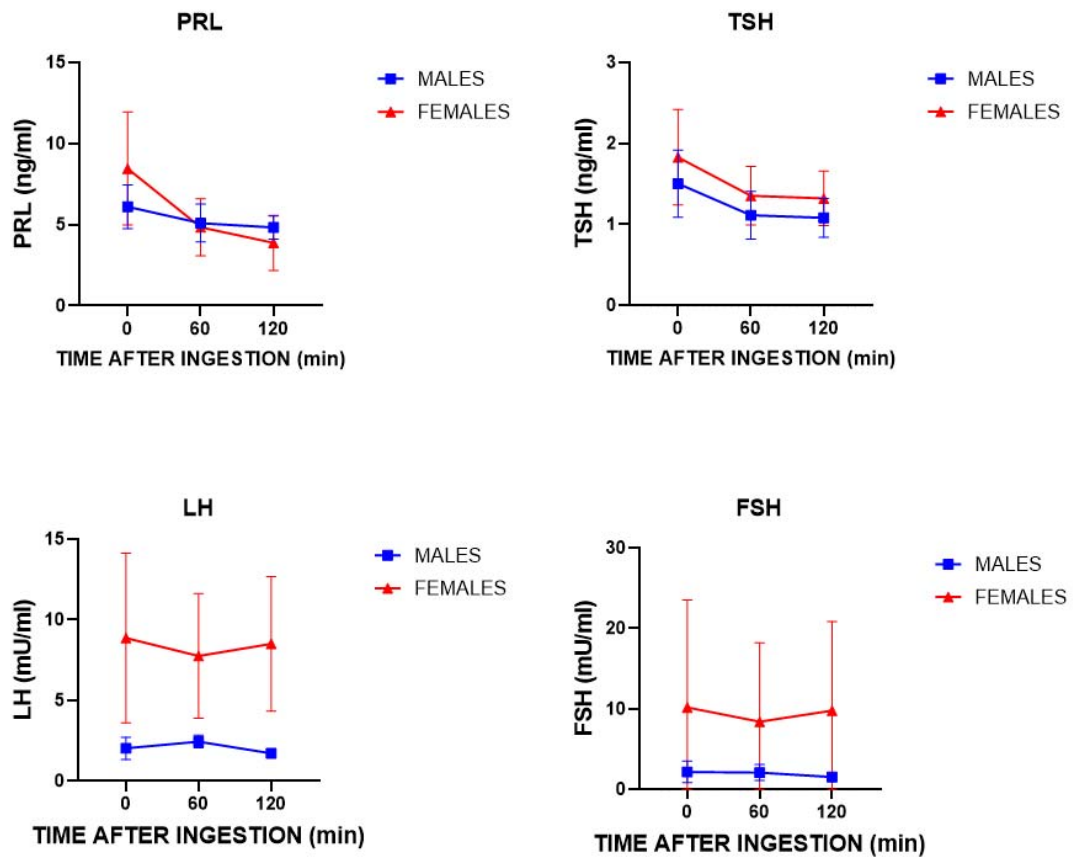 PRL
15
10
5
0
PRL (ng/ml)
0 60 120
TIME AFTER INGESTION (min)
MALES
FEMALES
TSH
3
2
1
0
TSH (ng/ml)
0 60 120
TIME AFTER INGESTION (min)
MALES
FEMALES
LH
15
10
5
0
LH (mU/ml)
0 60 120
TIME AFTER INGESTION (min)
MALES
FEMALES
FSH
30
20
10
0
FSH (mU/ml)
0 60 120
TIME AFTER INGESTION (min)
MALES
FEMALES